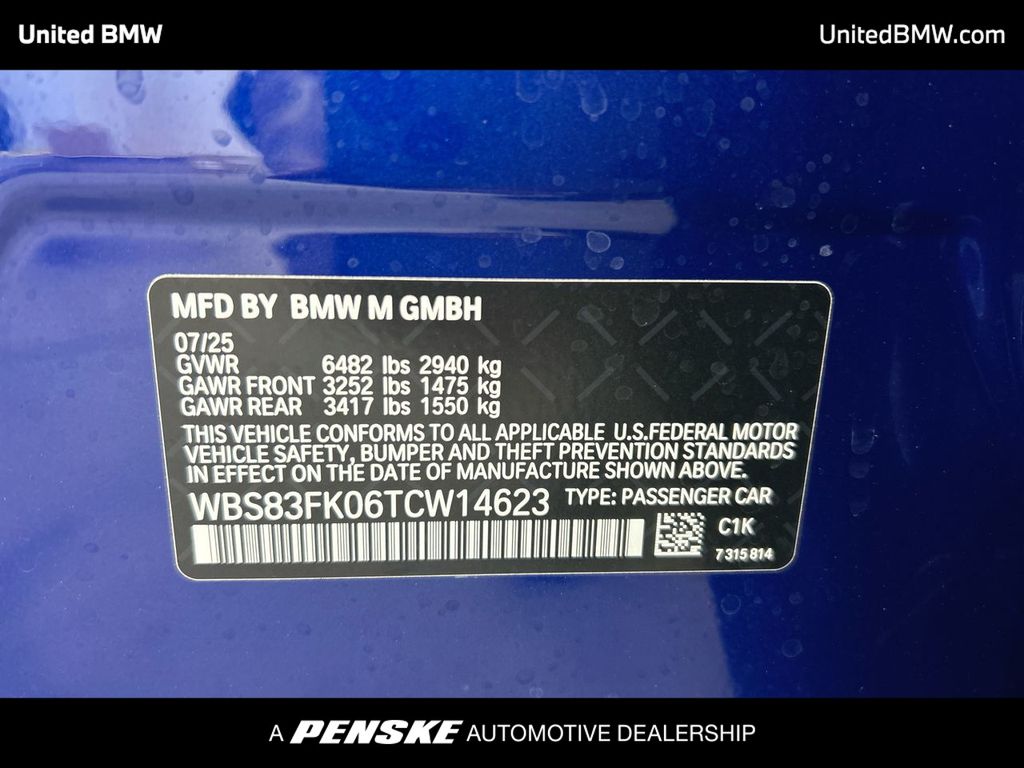 United BMW
UnitedBMW.com
MFD BY BMW M GMBH
07/25
GVWR 6482 lbs 2940 kg
GAWR FRONT 3252 lbs 1475 kg
GAWR REAR 3417 lbs 1550 kg
THIS VEHICLE CONFORMS TO ALL APPLICABLE U.S.FEDERAL MOTOR
VEHICLE SAFETY, BUMPER AND THEFT PREVENTION STANDARDS
IN EFFECT ON THE DATE OF MANUFACTURE SHOWN ABOVE.
WBS83FK06TCW14623 TYPE: PASSENGER CAR
C1K
7 315 814
A PENSKE AUTOMOTIVE DEALERSHIP